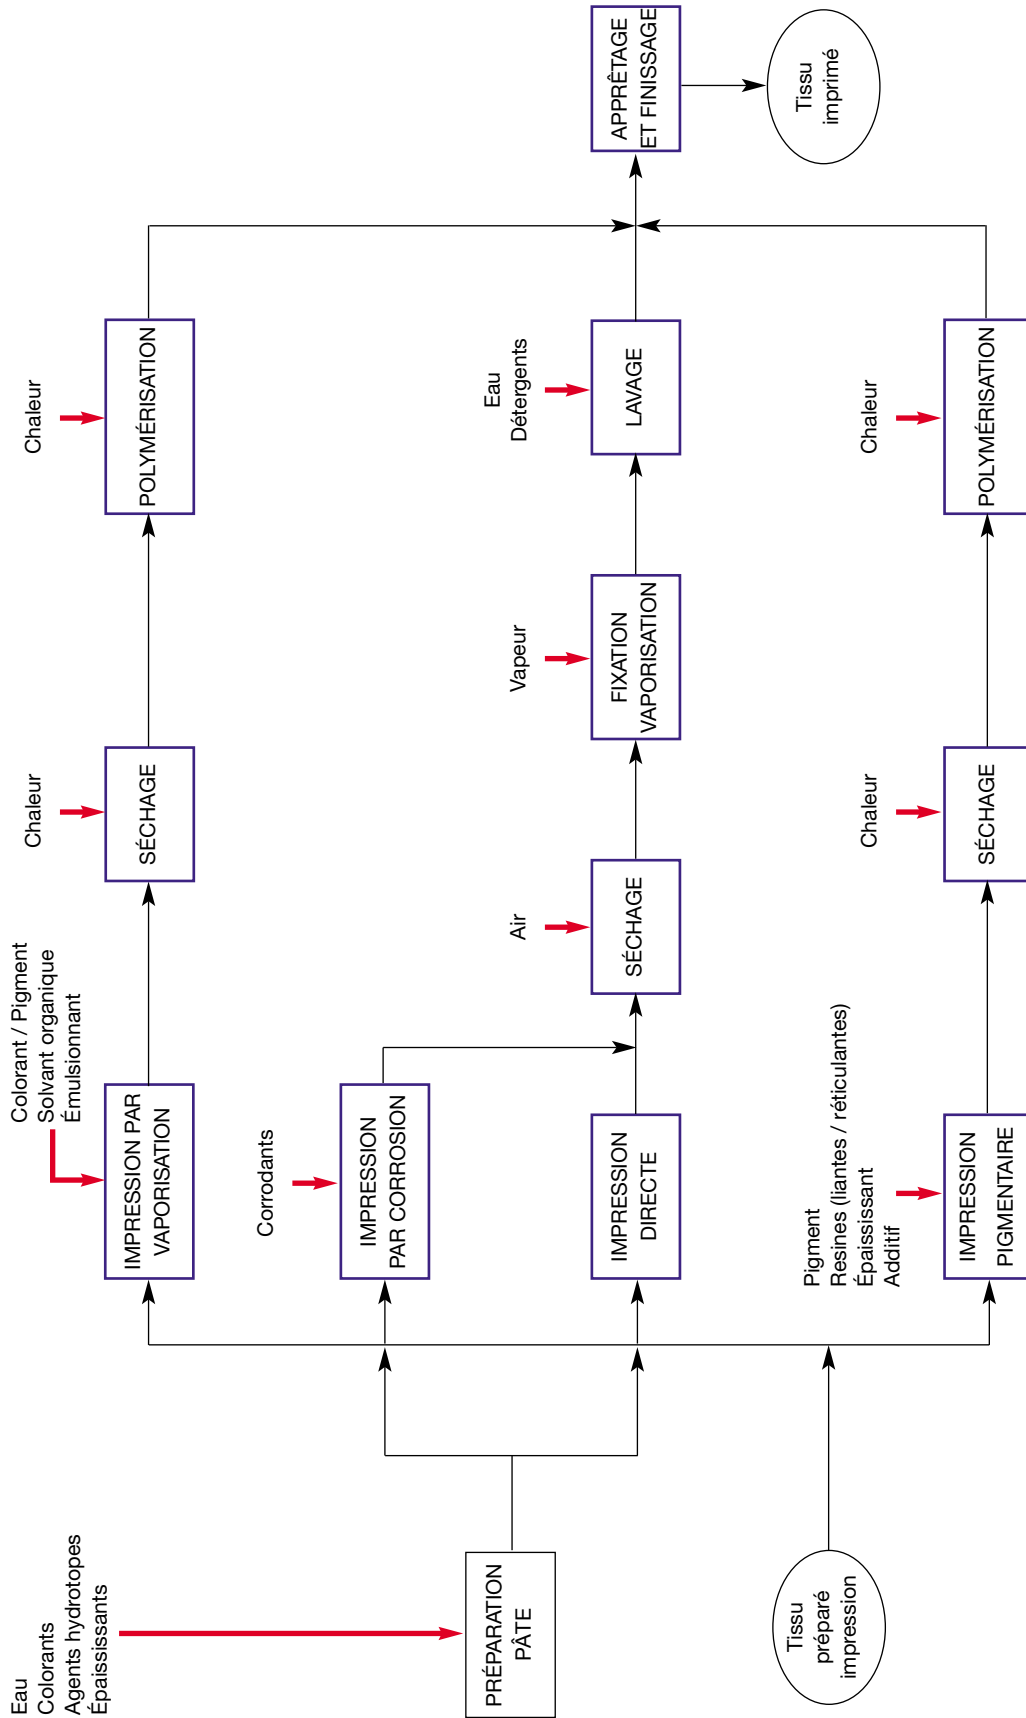 Eau
Colorants
Agents hydrotopes
Épaississants
PRÉPARATION
PÂTE
Tissu
préparé
impression
Colorant / Pigment
Solvant organique
Émulsionnant
IMPRESSION PAR
VAPORISATION
Chaleur
SÉCHAGE
Chaleur
POLYMÉRISATION
Corrodants
IMPRESSION
PAR CORROSION
IMPRESSION
DIRECTE
Air
SÉCHAGE
Vapeur
FIXATION
VAPORISATION
Eau
Détergents
LAVAGE
Pigment
Resines (liantes / réticulantes)
Épaississant
Additif
IMPRESSION
PIGMENTAIRE
Chaleur
SÉCHAGE
Chaleur
POLYMÉRISATION
APPRÊTAGE
ET FINISSAGE
Tissu
imprimé